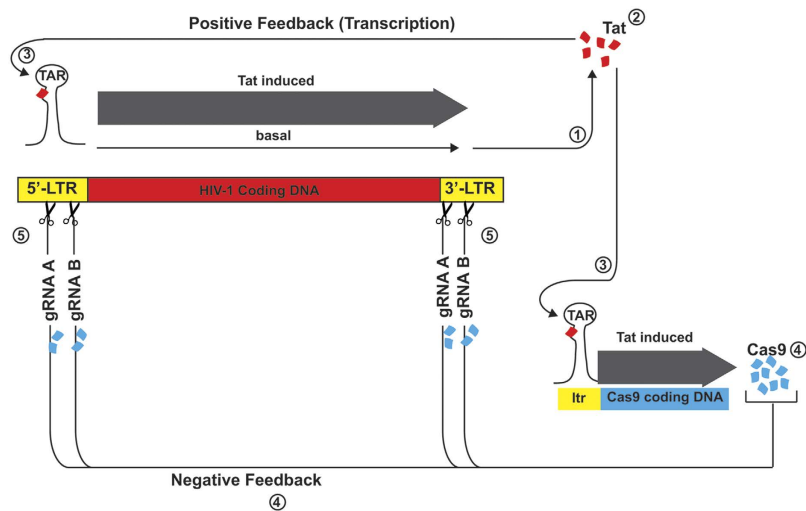 Positive Feedback (Transcription)
Tat ②
③
TAR
Tat induced
basal
①
5’-LTR
HIV-1 Coding DNA
3’-LTR
⑤
⑤
gRNA A
gRNA B
gRNA A
gRNA B
③
TAR
Tat induced
Cas9 ④
ltr
Cas9 coding DNA
Negative Feedback
④